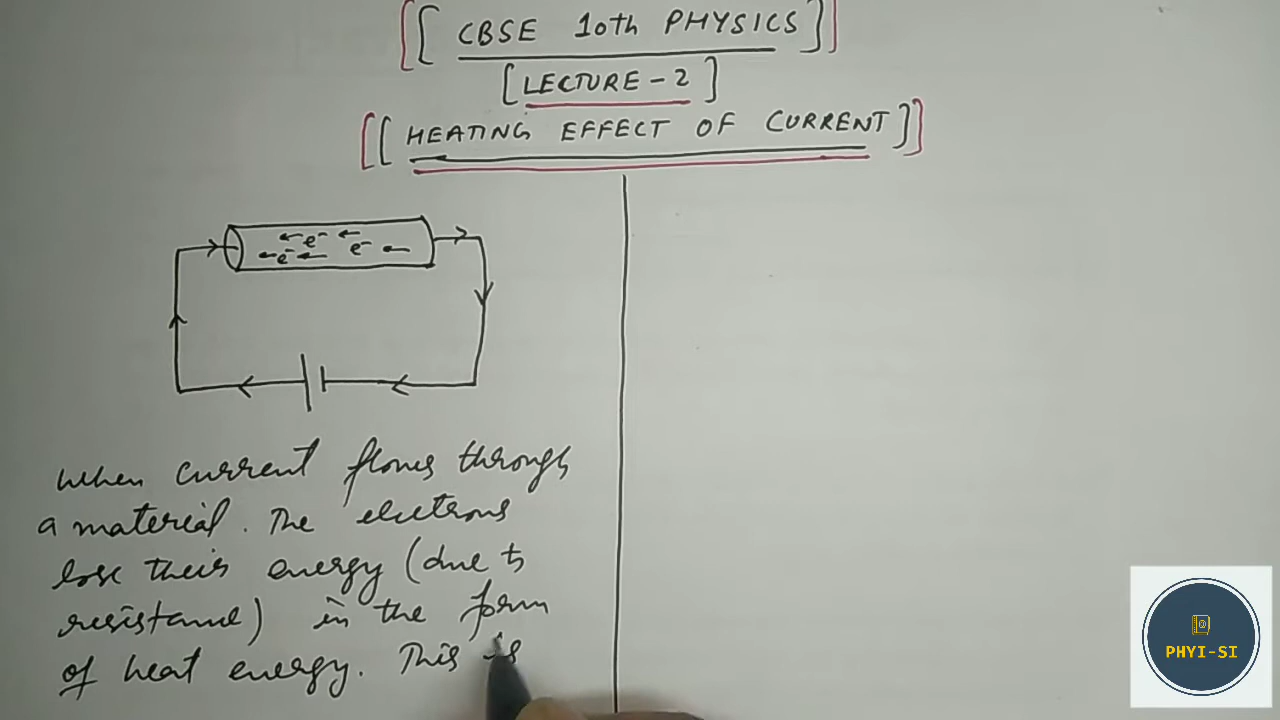 [[ CBSE 10th PHYSICS ]]
[ LECTURE - 2 ]
[[ HEATING EFFECT OF CURRENT ]]
e⁻ e⁻
e⁻
When current flows through
a material. The electrons
lose their energy (due to
resistance) in the form
of heat energy. This is
PHYI-SI